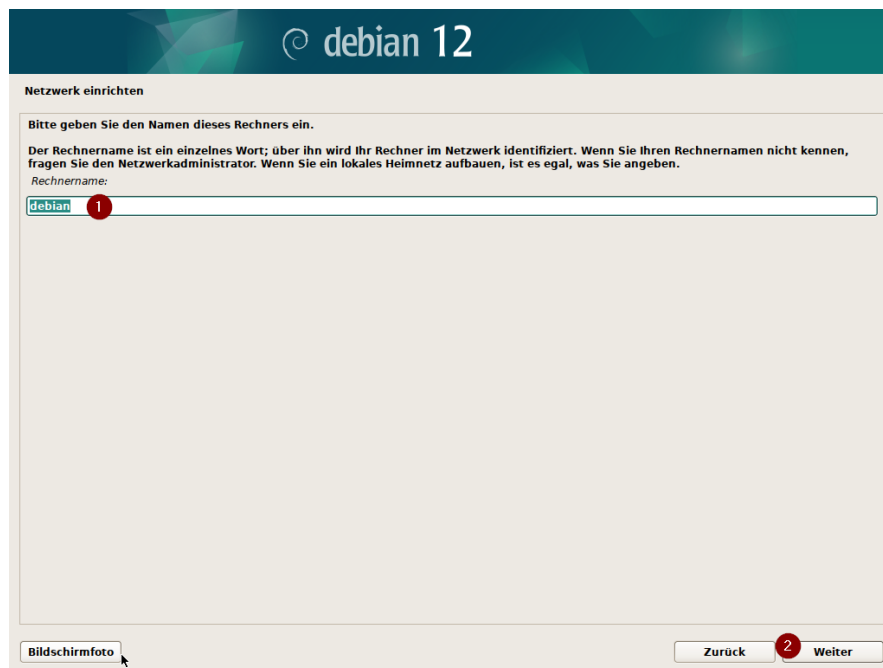 debian 12
Netzwerk einrichten
Bitte geben Sie den Namen dieses Rechners ein.
Der Rechnername ist ein einzelnes Wort; über ihn wird Ihr Rechner im Netzwerk identifiziert. Wenn Sie Ihren Rechnernamen nicht kennen,
fragen Sie den Netzwerkadministrator. Wenn Sie ein lokales Heimnetz aufbauen, ist es egal, was Sie angeben.
Rechnername:
debian 1
Bildschirmfoto Zurück 2 Weiter